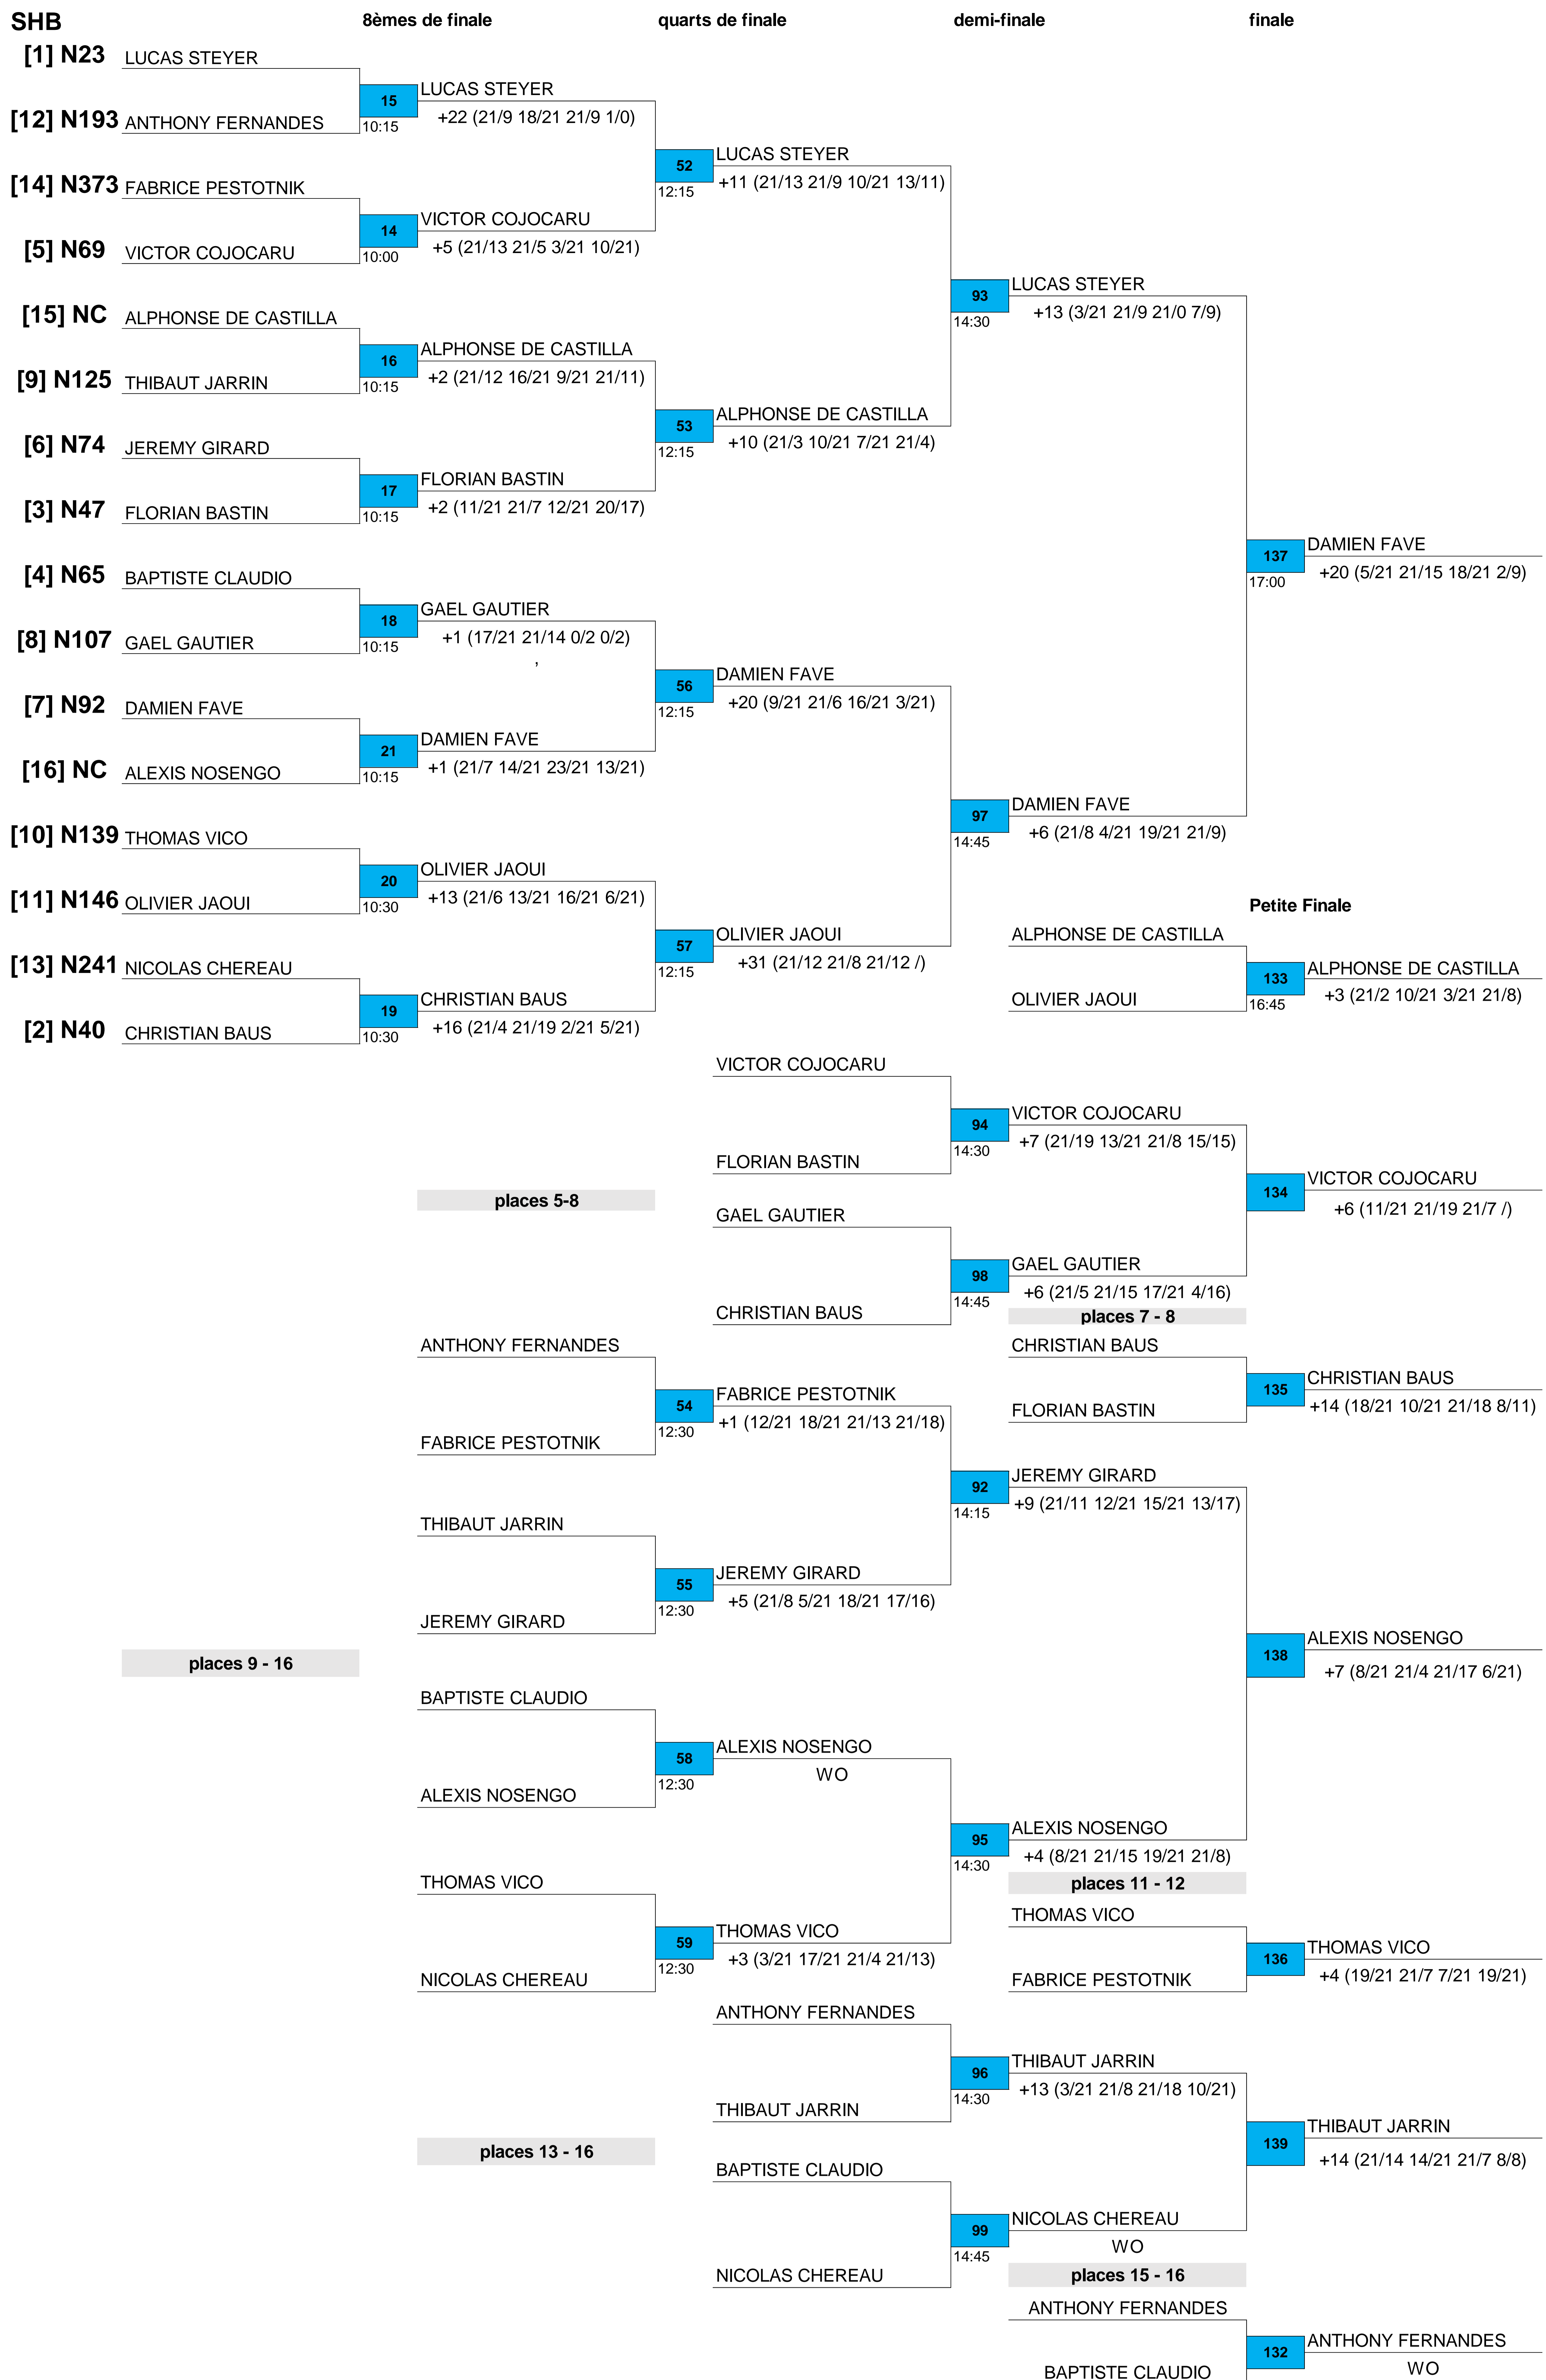 SHB 8èmes de finale quarts de finale demi-finale finale
[1] N23 LUCAS STEYER
15 LUCAS STEYER
[12] N193 ANTHONY FERNANDES 10:15 +22 (21/9 18/21 21/9 1/0)
52 LUCAS STEYER
[14] N373 FABRICE PESTOTNIK 12:15 +11 (21/13 21/9 10/21 13/11)
14 VICTOR COJOCARU
[5] N69 VICTOR COJOCARU 10:00 +5 (21/13 21/5 3/21 10/21)
93 LUCAS STEYER
[15] NC ALPHONSE DE CASTILLA 14:30 +13 (3/21 21/9 21/0 7/9)
16 ALPHONSE DE CASTILLA
[9] N125 THIBAUT JARRIN 10:15 +2 (21/12 16/21 9/21 21/11)
53 ALPHONSE DE CASTILLA
[6] N74 JEREMY GIRARD 12:15 +10 (21/3 10/21 7/21 21/4)
17 FLORIAN BASTIN
[3] N47 FLORIAN BASTIN 10:15 +2 (11/21 21/7 12/21 20/17)
137 DAMIEN FAVE
[4] N65 BAPTISTE CLAUDIO 17:00 +20 (5/21 21/15 18/21 2/9)
18 GAEL GAUTIER
[8] N107 GAEL GAUTIER 10:15 +1 (17/21 21/14 0/2 0/2)
,
56 DAMIEN FAVE
[7] N92 DAMIEN FAVE 12:15 +20 (9/21 21/6 16/21 3/21)
21 DAMIEN FAVE
[16] NC ALEXIS NOSENGO 10:15 +1 (21/7 14/21 23/21 13/21)
97 DAMIEN FAVE
[10] N139 THOMAS VICO 14:45 +6 (21/8 4/21 19/21 21/9)
20 OLIVIER JAOUI
[11] N146 OLIVIER JAOUI 10:30 +13 (21/6 13/21 16/21 6/21) Petite Finale
57 OLIVIER JAOUI ALPHONSE DE CASTILLA
[13] N241 NICOLAS CHEREAU 12:15 +31 (21/12 21/8 21/12 /) 133 ALPHONSE DE CASTILLA
19 CHRISTIAN BAUS OLIVIER JAOUI 16:45 +3 (21/2 10/21 3/21 21/8)
[2] N40 CHRISTIAN BAUS 10:30 +16 (21/4 21/19 2/21 5/21)
VICTOR COJOCARU
94 VICTOR COJOCARU
14:30 +7 (21/19 13/21 21/8 15/15)
FLORIAN BASTIN
134 VICTOR COJOCARU
places 5-8 +6 (11/21 21/19 21/7 /)
GAEL GAUTIER
98 GAEL GAUTIER
14:45 +6 (21/5 21/15 17/21 4/16)
CHRISTIAN BAUS places 7 - 8
ANTHONY FERNANDES CHRISTIAN BAUS
135 CHRISTIAN BAUS
54 FABRICE PESTOTNIK FLORIAN BASTIN +14 (18/21 10/21 21/18 8/11)
12:30 +1 (12/21 18/21 21/13 21/18)
FABRICE PESTOTNIK
92 JEREMY GIRARD
14:15 +9 (21/11 12/21 15/21 13/17)
THIBAUT JARRIN
55 JEREMY GIRARD
12:30 +5 (21/8 5/21 18/21 17/16)
JEREMY GIRARD
138 ALEXIS NOSENGO
places 9 - 16 +7 (8/21 21/4 21/17 6/21)
BAPTISTE CLAUDIO
58 ALEXIS NOSENGO
12:30 WO
ALEXIS NOSENGO
95 ALEXIS NOSENGO
14:30 +4 (8/21 21/15 19/21 21/8)
THOMAS VICO places 11 - 12
THOMAS VICO
59 THOMAS VICO 136 THOMAS VICO
12:30 +3 (3/21 17/21 21/4 21/13) +4 (19/21 21/7 7/21 19/21)
NICOLAS CHEREAU FABRICE PESTOTNIK
ANTHONY FERNANDES
96 THIBAUT JARRIN
14:30 +13 (3/21 21/8 21/18 10/21)
THIBAUT JARRIN
139 THIBAUT JARRIN
places 13 - 16 +14 (21/14 14/21 21/7 8/8)
BAPTISTE CLAUDIO
99 NICOLAS CHEREAU
14:45 WO
NICOLAS CHEREAU places 15 - 16
ANTHONY FERNANDES
132 ANTHONY FERNANDES
BAPTISTE CLAUDIO WO